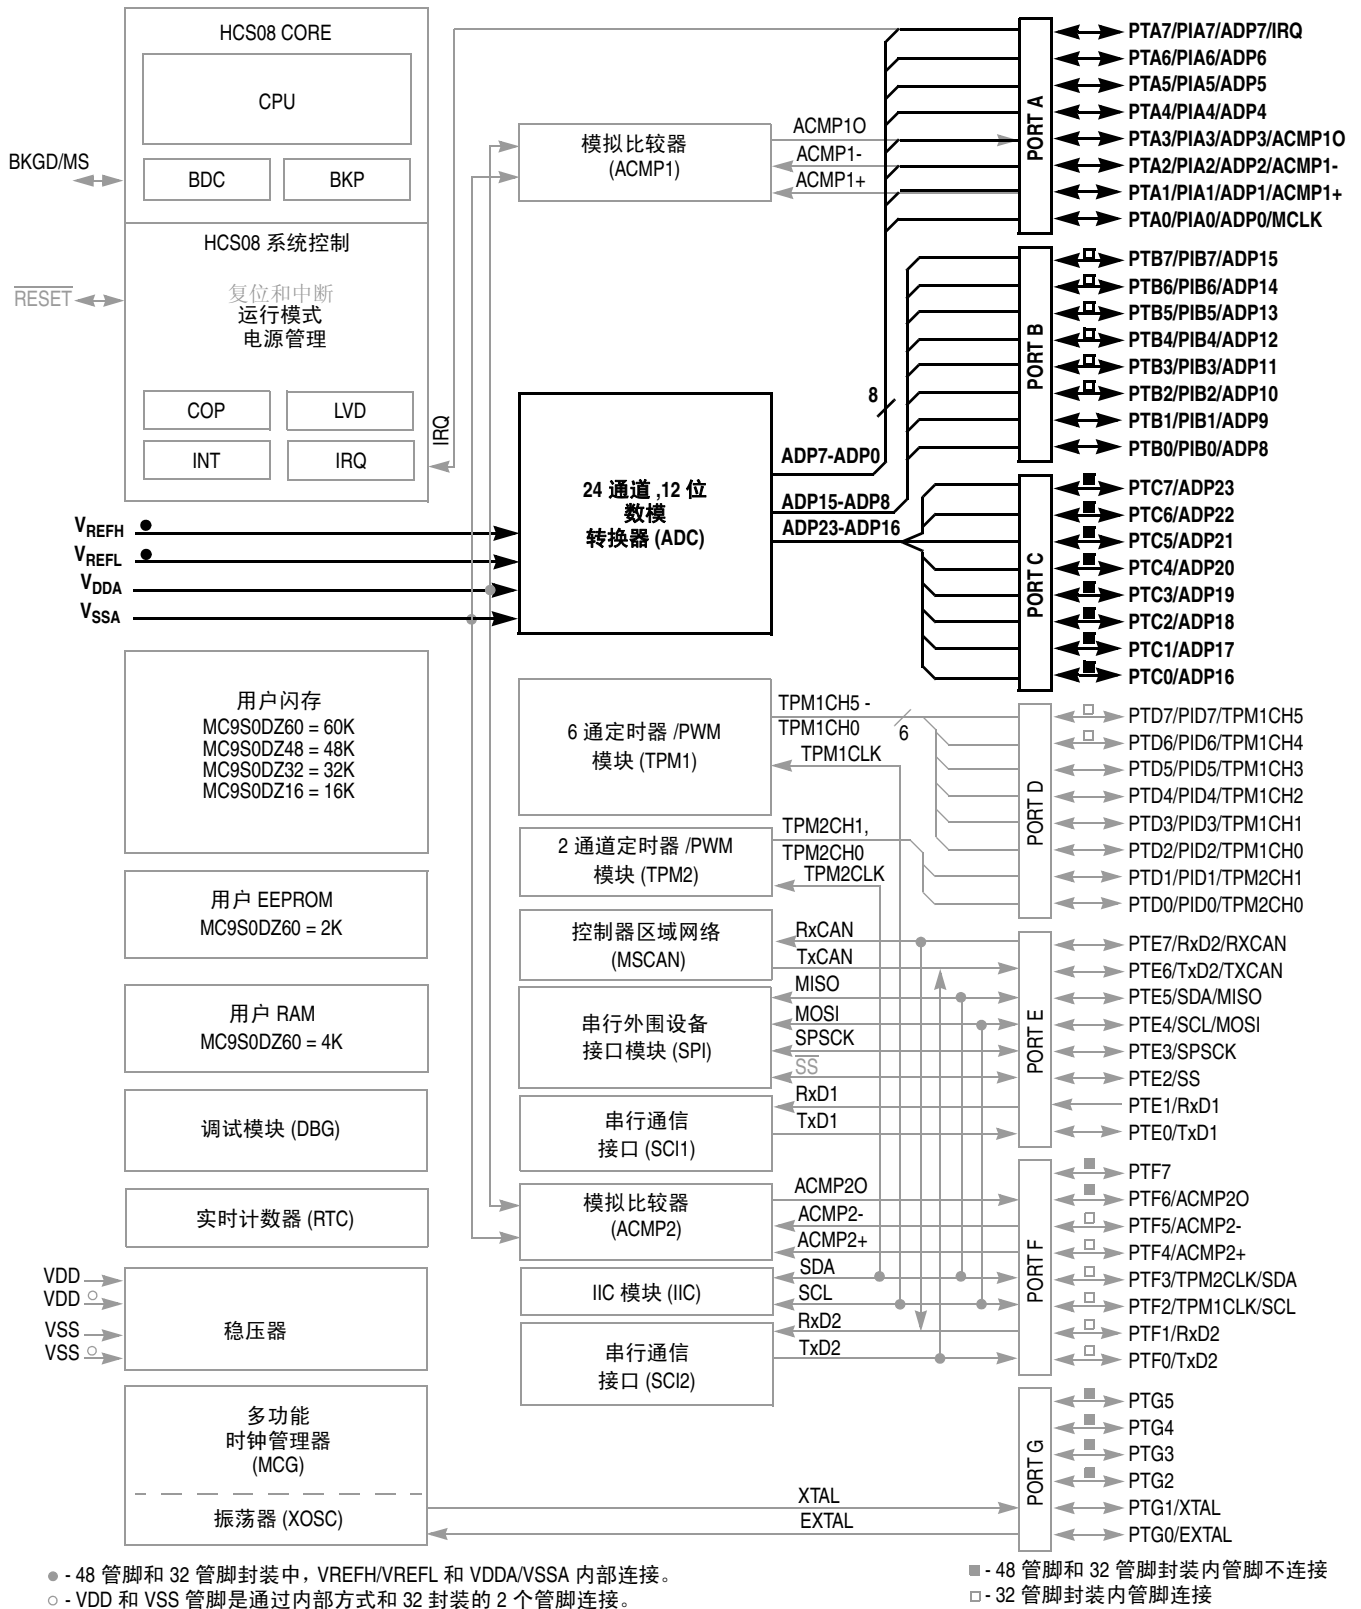 HCS08 CORE
CPU
BDC
BKP
BKGD/MS
HCS08 系统控制
RESET
复位和中断
运行模式
电源管理
COP
LVD
INT
IRQ
IRQ
VREFH
VREFL
VDDA
VSSA
用户闪存
MC9S0DZ60 = 60K
MC9S0DZ48 = 48K
MC9S0DZ32 = 32K
MC9S0DZ16 = 16K
用户 EEPROM
MC9S0DZ60 = 2K
用户 RAM
MC9S0DZ60 = 4K
调试模块 (DBG)
实时计数器 (RTC)
VDD
VDD
VSS
VSS
稳压器
多功能
时钟管理器
(MCG)
振荡器 (XOSC)
模拟比较器
(ACMP1)
ACMP1O
ACMP1-
ACMP1+
24 通道 ,12 位
数模
转换器 (ADC)
8
ADP7-ADP0
ADP15-ADP8
ADP23-ADP16
6 通定时器 /PWM
模块 (TPM1)
TPM1CH5 -
TPM1CH0
6
TPM1CLK
2 通道定时器 /PWM
模块 (TPM2)
TPM2CH1,
TPM2CH0
TPM2CLK
控制器区域网络
(MSCAN)
RxCAN
TxCAN
串行外围设备
接口模块 (SPI)
MISO
MOSI
SPSCK
SS
串行通信
接口 (SCI1)
RxD1
TxD1
模拟比较器
(ACMP2)
ACMP2O
ACMP2-
ACMP2+
IIC 模块 (IIC)
SDA
SCL
串行通信
接口 (SCI2)
RxD2
TxD2
XTAL
EXTAL
PORT A
PTA7/PIA7/ADP7/IRQ
PTA6/PIA6/ADP6
PTA5/PIA5/ADP5
PTA4/PIA4/ADP4
PTA3/PIA3/ADP3/ACMP1O
PTA2/PIA2/ADP2/ACMP1-
PTA1/PIA1/ADP1/ACMP1+
PTA0/PIA0/ADP0/MCLK
PORT B
PTB7/PIB7/ADP15
PTB6/PIB6/ADP14
PTB5/PIB5/ADP13
PTB4/PIB4/ADP12
PTB3/PIB3/ADP11
PTB2/PIB2/ADP10
PTB1/PIB1/ADP9
PTB0/PIB0/ADP8
PORT C
PTC7/ADP23
PTC6/ADP22
PTC5/ADP21
PTC4/ADP20
PTC3/ADP19
PTC2/ADP18
PTC1/ADP17
PTC0/ADP16
PORT D
PTD7/PID7/TPM1CH5
PTD6/PID6/TPM1CH4
PTD5/PID5/TPM1CH3
PTD4/PID4/TPM1CH2
PTD3/PID3/TPM1CH1
PTD2/PID2/TPM1CH0
PTD1/PID1/TPM2CH1
PTD0/PID0/TPM2CH0
PORT E
PTE7/RxD2/RXCAN
PTE6/TxD2/TXCAN
PTE5/SDA/MISO
PTE4/SCL/MOSI
PTE3/SPSCK
PTE2/SS
PTE1/RxD1
PTE0/TxD1
PORT F
PTF7
PTF6/ACMP2O
PTF5/ACMP2-
PTF4/ACMP2+
PTF3/TPM2CLK/SDA
PTF2/TPM1CLK/SCL
PTF1/RxD2
PTF0/TxD2
PORT G
PTG5
PTG4
PTG3
PTG2
PTG1/XTAL
PTG0/EXTAL
● - 48 管脚和 32 管脚封装中，VREFH/VREFL 和 VDDA/VSSA 内部连接。
○ - VDD 和 VSS 管脚是通过内部方式和 32 封装的 2 个管脚连接。
■ - 48 管脚和 32 管脚封装内管脚不连接
□ - 32 管脚封装内管脚连接